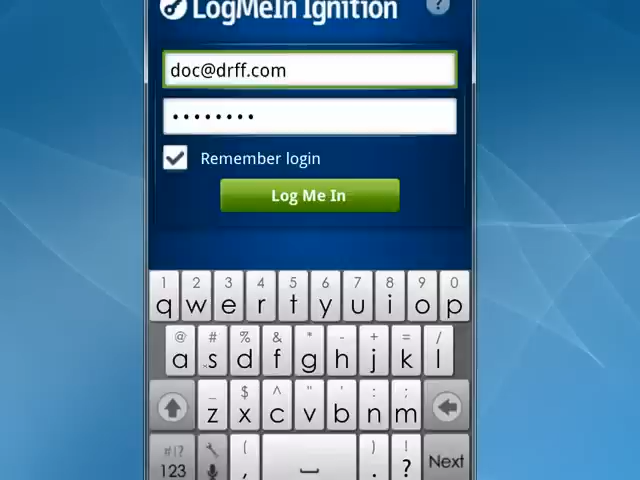 LogMeIn Ignition
?
doc@drff.com
••••••••
Remember login
Log Me In
1 2 3 4 5 6 7 8 9 0
q w e r t y u i o p
@ # % & * - + = /
a s d f g h j k l
_ $ ^ " ' : ;
z x c v b n m
#!? ( ) !
123 , . ? Next